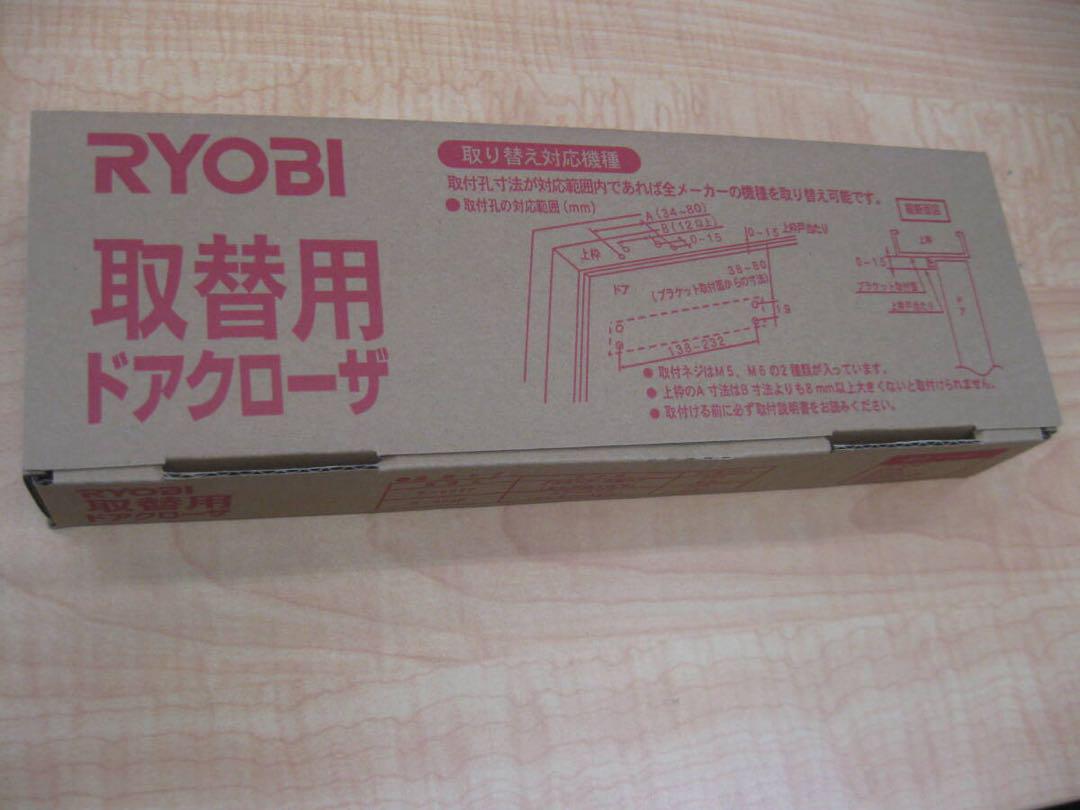 RYOBI
取替用
ドアクローザ
取り替え対応機種
取付孔寸法が対応範囲内であれば全メーカーの機種を取り替え可能です。
● 取付孔の対応範囲(mm)
A(34~80)
B(12以上)
0~15
0~15
上枠戸当たり
上枠
ドア
38~80
(ブラケット取付面からの寸法)
19
138~232
縦断面図
上枠
0~15
ブラケット取付面
上枠戸当たり
ドア
● 取付ネジはM5、M6の2種類が入っています。
● 上枠のA寸法はB寸法よりも8mm以上大きくないと取付けられません。
● 取付ける前に必ず取付説明書をお読みください。
RYOBI
取替用
ドアクローザ